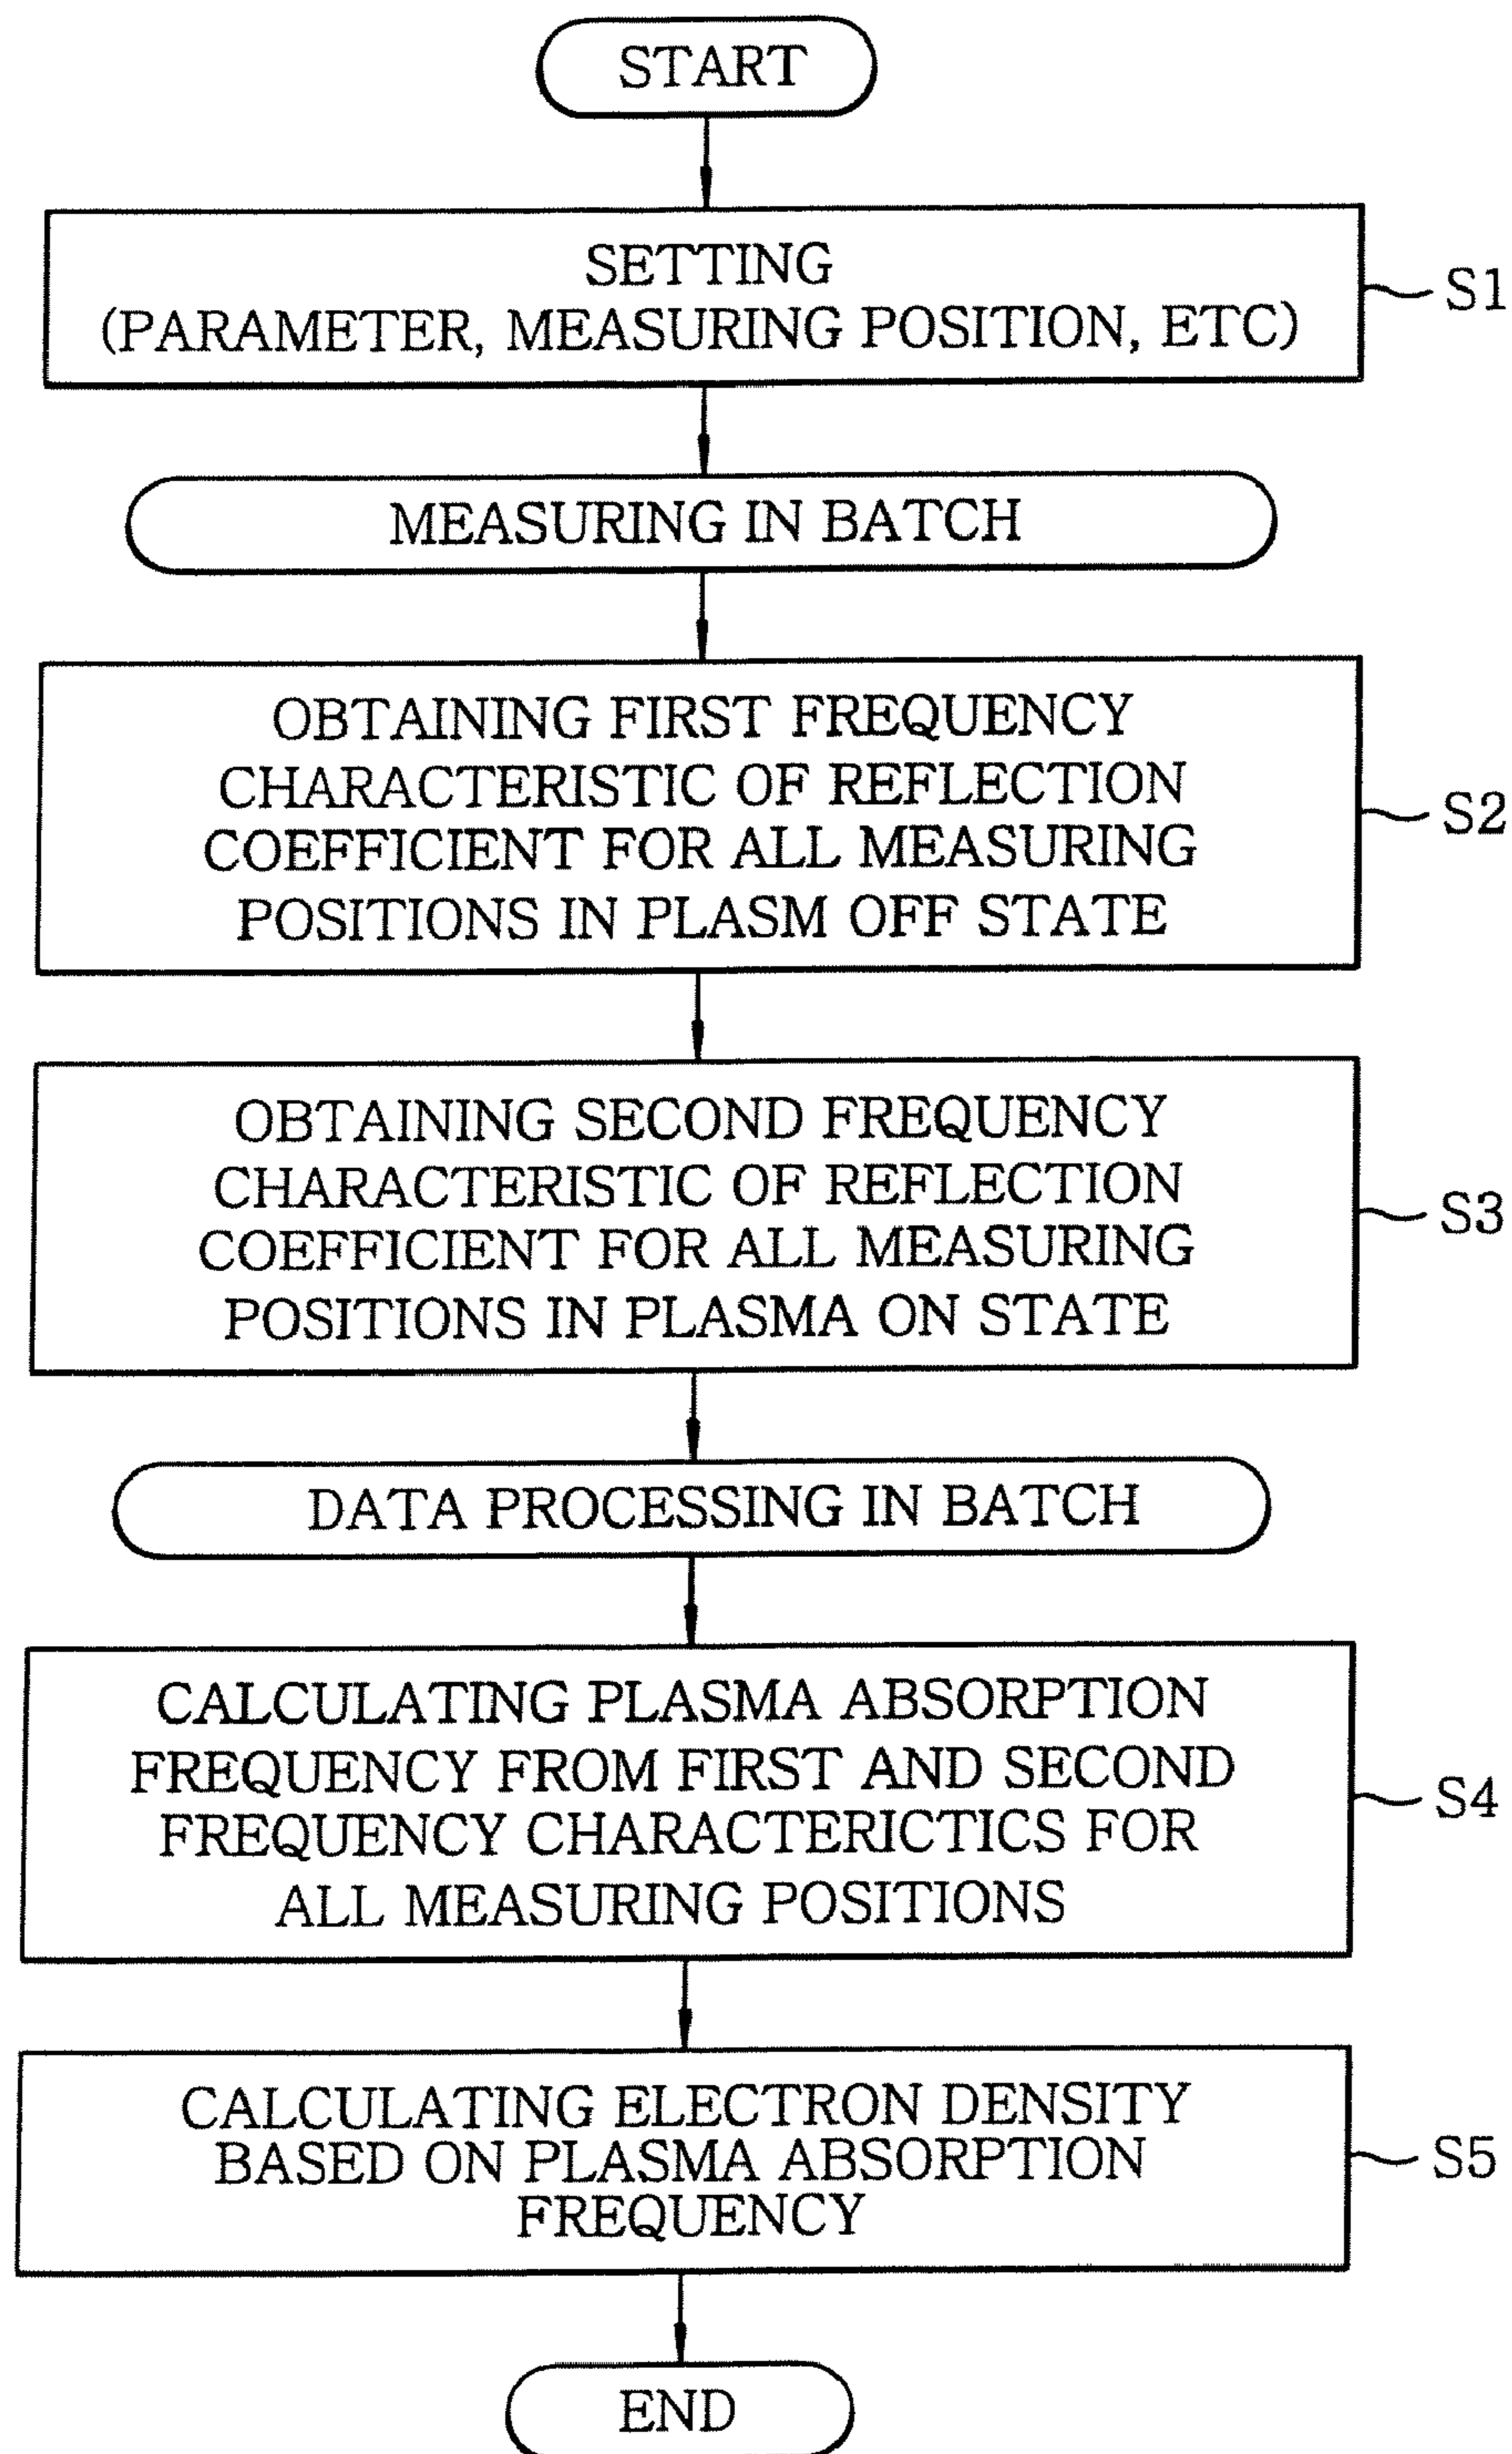 START
SETTING
(PARAMETER, MEASURING POSITION, ETC)
S1
MEASURING IN BATCH
OBTAINING FIRST FREQUENCY
CHARACTERISTIC OF REFLECTION
COEFFICIENT FOR ALL MEASURING
POSITIONS IN PLASM OFF STATE
S2
OBTAINING SECOND FREQUENCY
CHARACTERISTIC OF REFLECTION
COEFFICIENT FOR ALL MEASURING
POSITIONS IN PLASMA ON STATE
S3
DATA PROCESSING IN BATCH
CALCULATING PLASMA ABSORPTION
FREQUENCY FROM FIRST AND SECOND
FREQUENCY CHARACTERICTICS FOR
ALL MEASURING POSITIONS
S4
CALCULATING ELECTRON DENSITY
BASED ON PLASMA ABSORPTION
FREQUENCY
S5
END